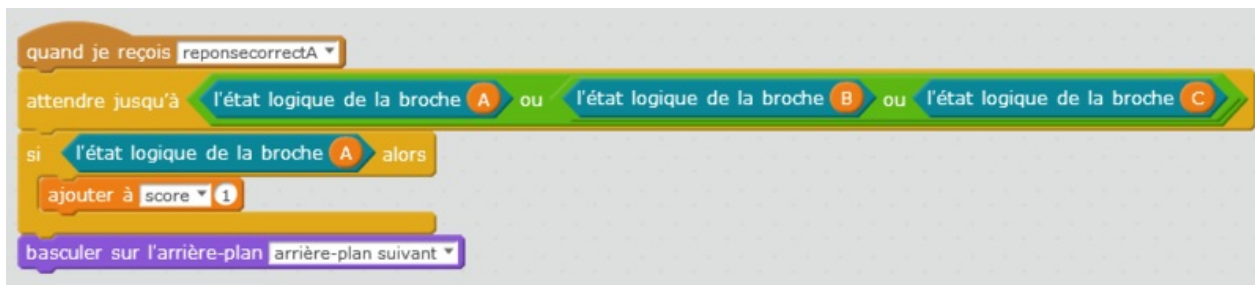 quand je reçois reponsecorrectA
attendre jusqu'à l'état logique de la broche A ou l'état logique de la broche B ou l'état logique de la broche C
si l'état logique de la broche A alors
ajouter à score 1
basculer sur l'arrière-plan arrière-plan suivant